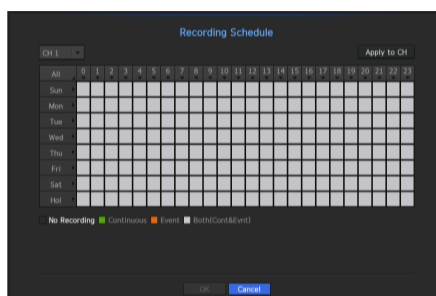 Recording Schedule
CH 1
Apply to CH
All 0 1 2 3 4 5 6 7 8 9 10 11 12 13 14 15 16 17 18 19 20 21 22 23
Sun
Mon
Tue
Wed
Thu
Fri
Sat
Hol
No Recording Continuous Event Both(Cont&Evnt)
OK Cancel